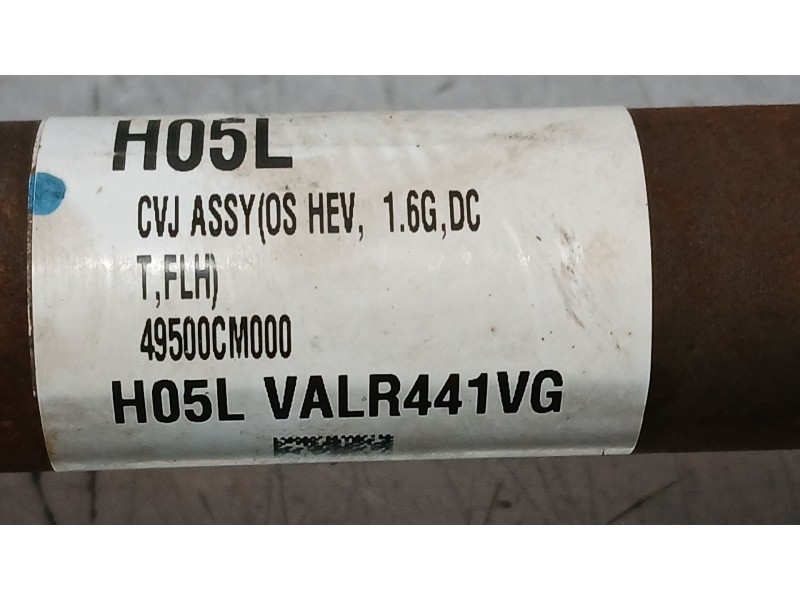 H05L
CVJ ASSY(OS HEV, 1.6G,DC
T,FLH)
49500CM000
H05L VALR441VG